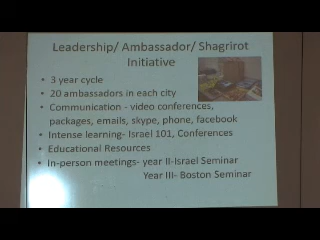 Leadership/ Ambassador/ Shagrirot
Initiative
• 3 year cycle
• 20 ambassadors in each city
• Communication - video conferences,
packages, emails, skype, phone, facebook
• Intense learning- Israel 101, Conferences
• Educational Resources
• In-person meetings- year II-Israel Seminar
Year III- Boston Seminar